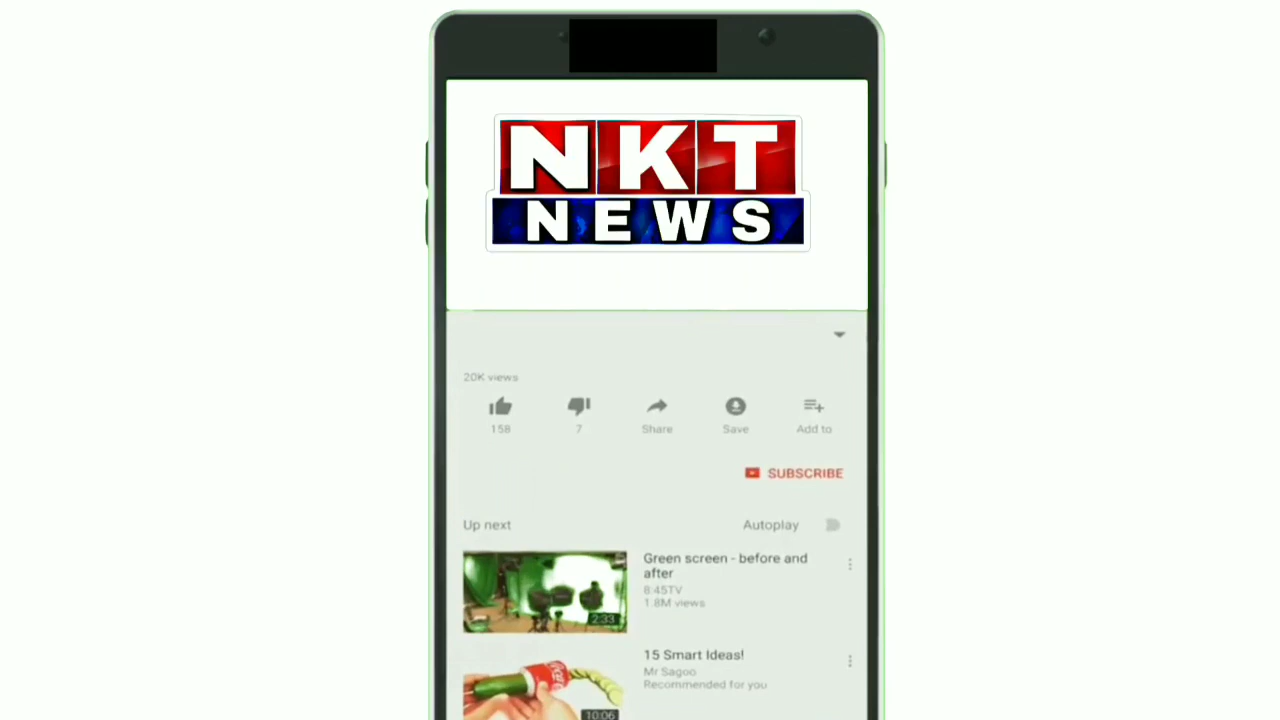 NKT
NEWS
20K views
158
7
Share
Save
Add to
SUBSCRIBE
Up next
Autoplay
Green screen - before and
after
8:45TV
1.8M views
2:33
15 Smart Ideas!
Mr Sagoo
Recommended for you
10:06